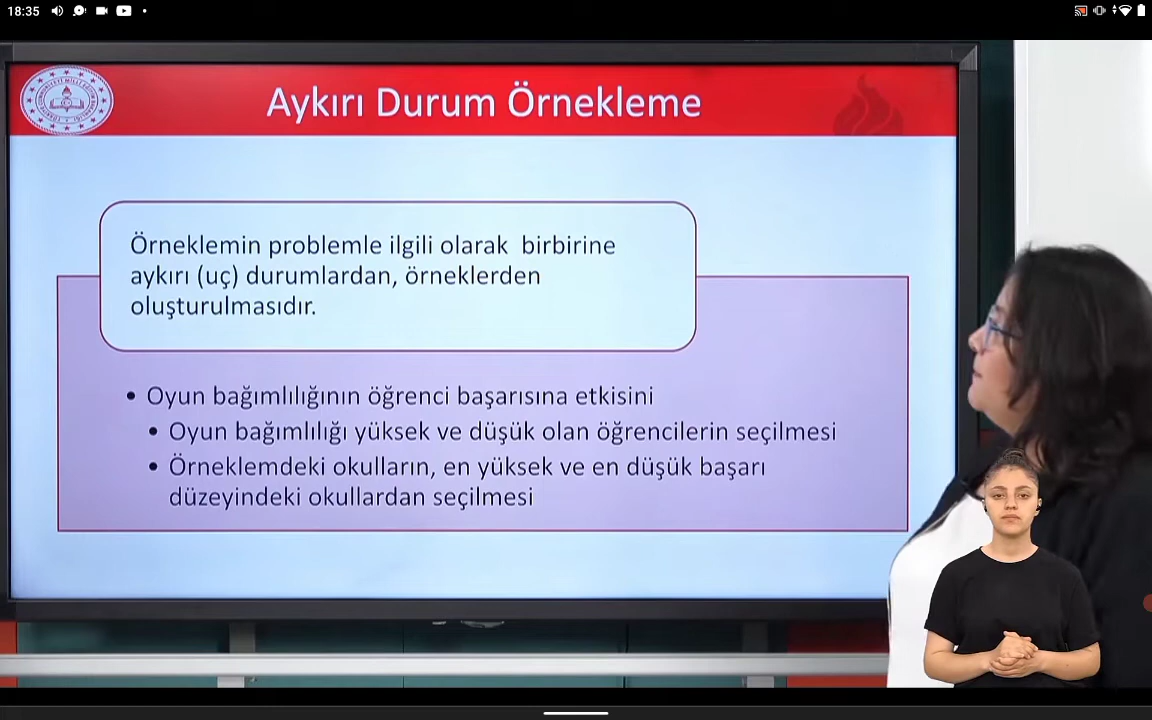 18:35
Aykırı Durum Örnekleme
Örneklemin problemle ilgili olarak birbirine
aykırı (uç) durumlardan, örneklerden
oluşturulmasıdır.
• Oyun bağımlılığının öğrenci başarısına etkisini
• Oyun bağımlılığı yüksek ve düşük olan öğrencilerin seçilmesi
• Örneklemdeki okulların, en yüksek ve en düşük başarı
düzeyindeki okullardan seçilmesi